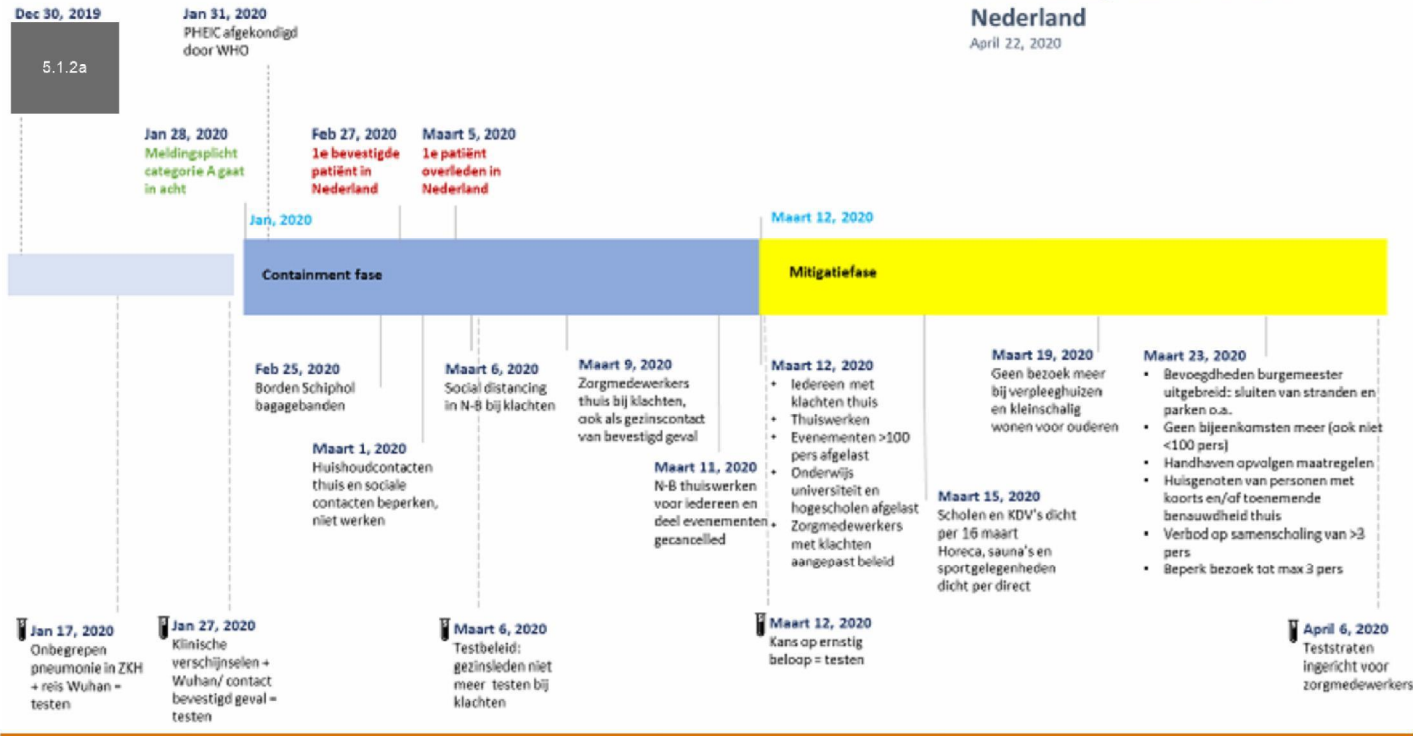 Dec 30, 2019
5.1.2a
Jan 31, 2020
PHEIC afgekondigd
door WHO
Nederland
April 22, 2020
Jan 28, 2020
Meldingsplicht
categorie A gaat
in acht
Feb 27, 2020
1e bevestigde
patiënt in
Nederland
Maart 5, 2020
1e patiënt
overleden in
Nederland
Jan, 2020
Maart 12, 2020
Containment fase
Mitigatiefase
Feb 25, 2020
Borden Schiphol
bagagebanden
Maart 1, 2020
Huishoudcontacten
thuis en sociale
contacten beperken,
niet werken
Maart 6, 2020
Social distancing
in N-B bij klachten
Maart 9, 2020
Zorgmedewerkers
thuis bij klachten,
ook als gezinscontact
van bevestigd geval
Maart 11, 2020
N-B thuiswerken
voor iedereen en
deel evenementen
gecancelled
Maart 12, 2020
• Iedereen met
klachten thuis
• Thuiswerken
• Evenementen >100
pers afgelast
• Onderwijs
universiteit en
hogescholen afgelast
• Zorgmedewerkers
met klachten
aangepast beleid
Maart 15, 2020
Scholen en KDV's dicht
per 16 maart
Horeca, sauna's en
sportgelegenheden
dicht per direct
Maart 19, 2020
Geen bezoek meer
bij verpleeghuizen
en kleinschalig
wonen voor ouderen
Maart 23, 2020
▪ Bevoegdheden burgemeester
uitgebreid: sluiten van stranden en
parken o.a.
▪ Geen bijeenkomsten meer (ook niet
<100 pers)
▪ Handhaven opvolgen maatregelen
▪ Huisgenoten van personen met
koorts en/of toenemende
benauwdheid thuis
▪ Verbod op samenscholing van >3
pers
▪ Beperk bezoek tot max 3 pers
Jan 17, 2020
Onbegrepen
pneumonie in ZKH
+ reis Wuhan =
testen
Jan 27, 2020
Klinische
verschijnselen +
Wuhan/ contact
bevestigd geval =
testen
Maart 6, 2020
Testbeleid:
gezinsleden niet
meer testen bij
klachten
Maart 12, 2020
Kans op ernstig
beloop = testen
April 6, 2020
Teststraten
ingericht voor
zorgmedewerkers